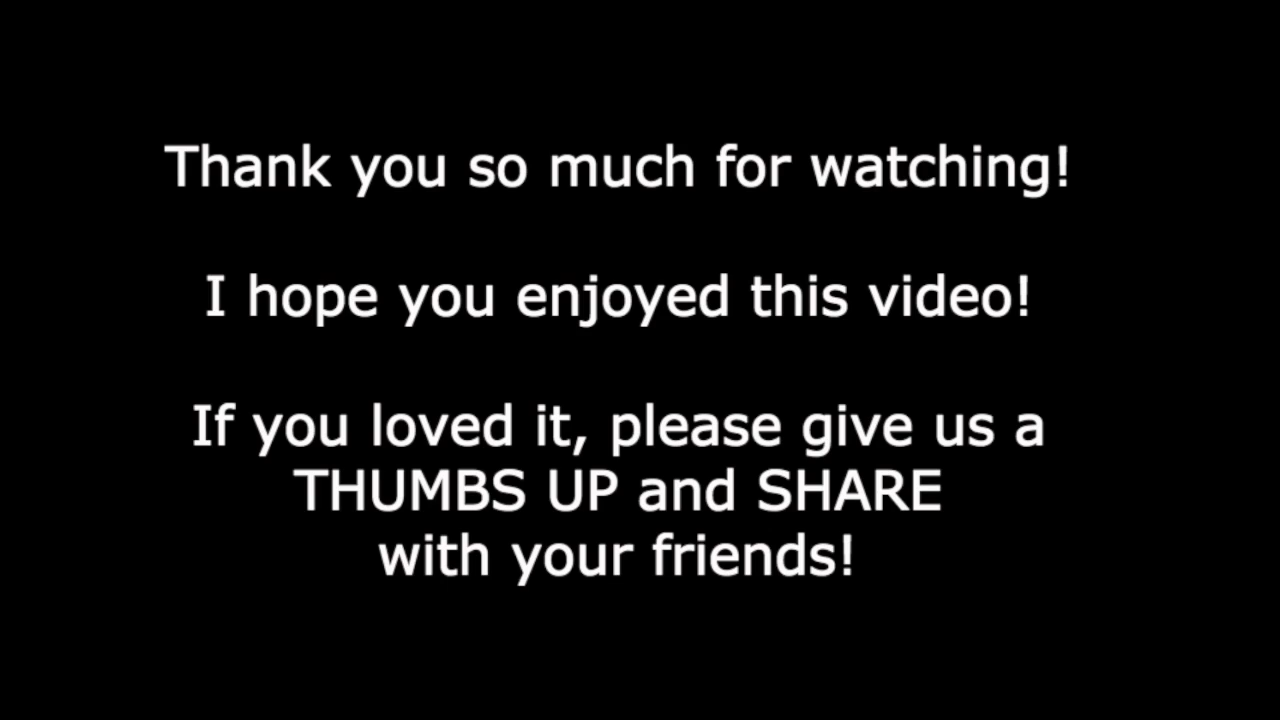 Thank you so much for watching!
I hope you enjoyed this video!
If you loved it, please give us a
THUMBS UP and SHARE
with your friends!